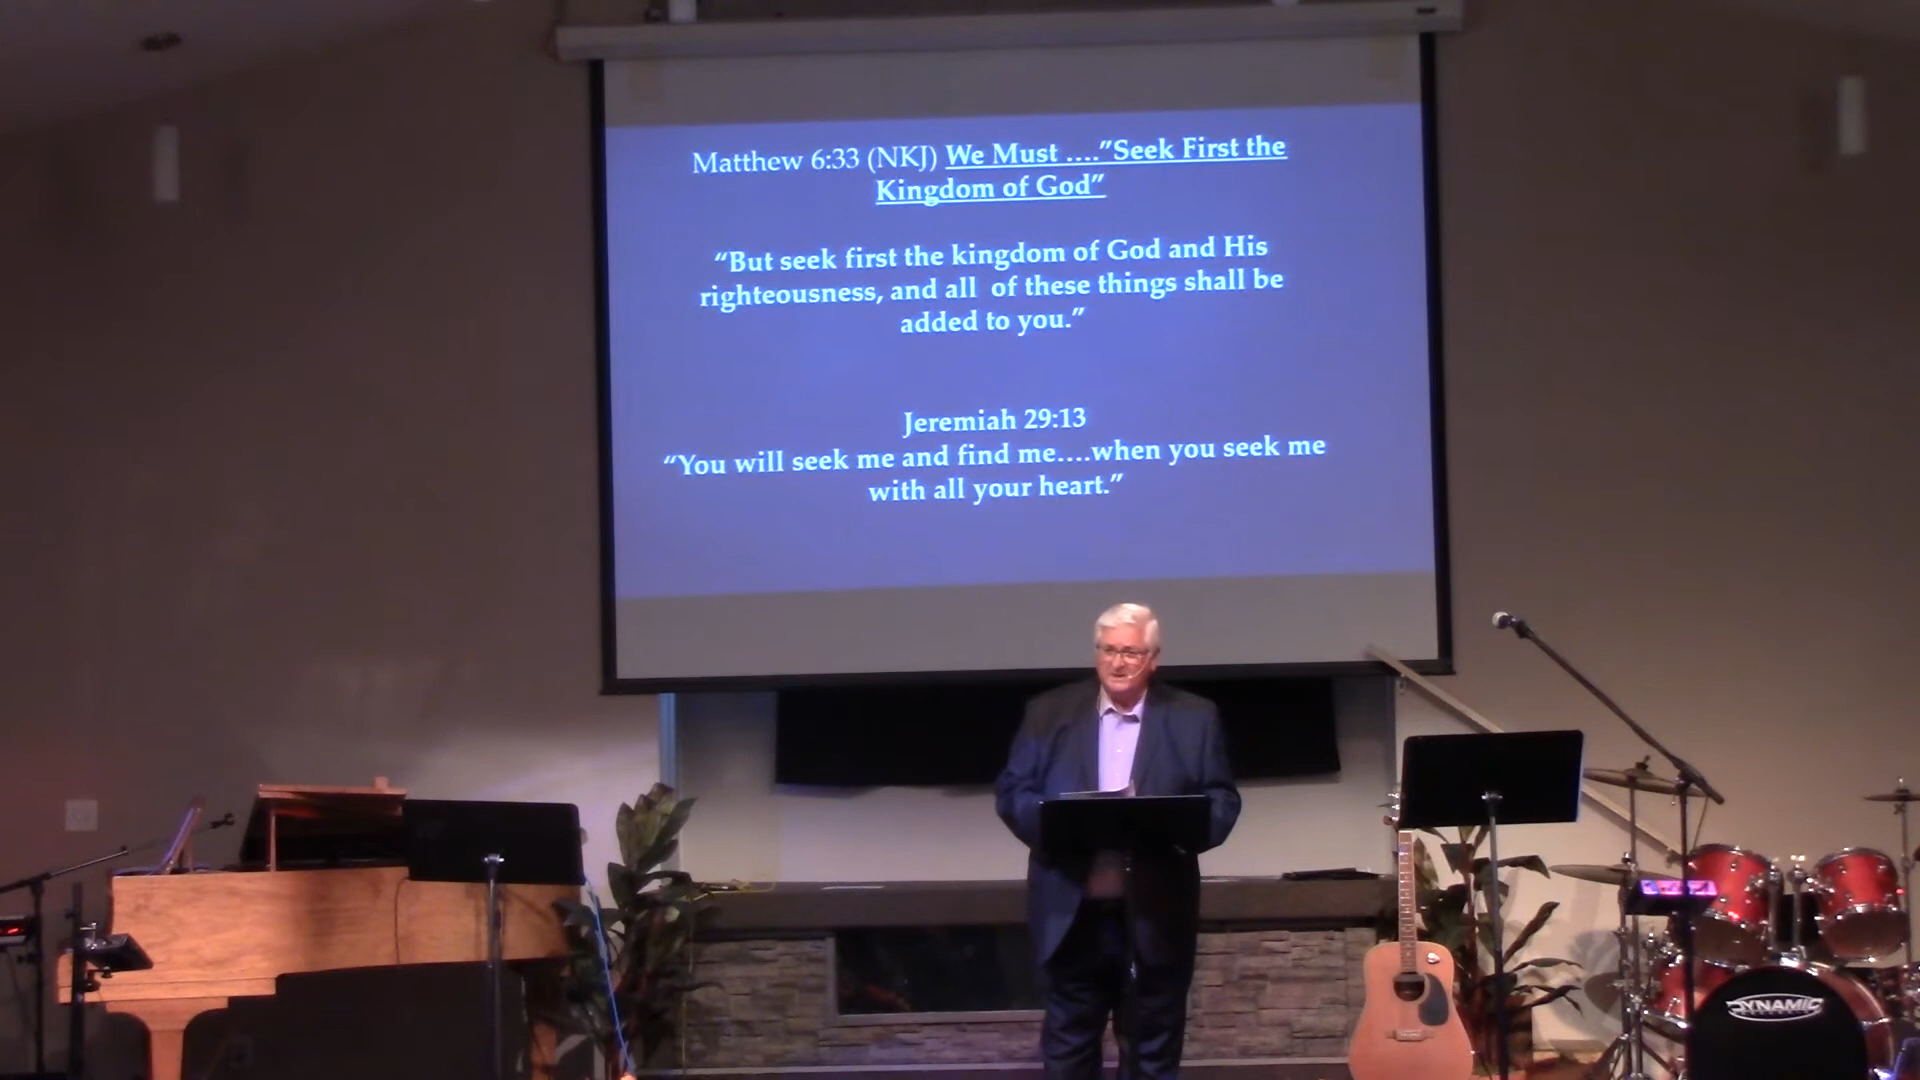 Matthew 6:33 (NKJ) We Must ...."Seek First the
Kingdom of God"
“But seek first the kingdom of God and His
righteousness, and all  of these things shall be
added to you.”
Jeremiah 29:13
“You will seek me and find me....when you seek me
with all your heart.”
DYNAMIC